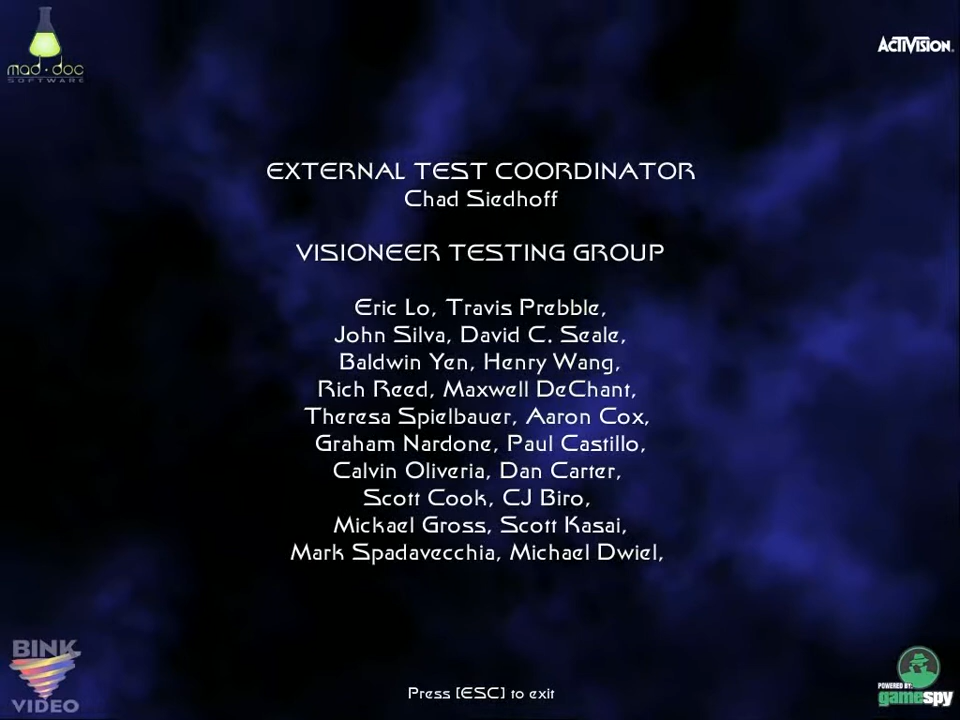 mad·doc
SOFTWARE
ACTIVISION.
EXTERNAL TEST COORDINATOR
Chad Siedhoff
VISIONEER TESTING GROUP
Eric Lo, Travis Prebble,
John Silva, David C. Seale,
Baldwin Yen, Henry Wang,
Rich Reed, Maxwell DeChant,
Theresa Spielbauer, Aaron Cox,
Graham Nardone, Paul Castillo,
Calvin Oliveria, Dan Carter,
Scott Cook, CJ Biro,
Mickael Gross, Scott Kasai,
Mark Spadavecchia, Michael Dwiel,
BINK
VIDEO
Press [ESC] to exit
POWERED BY:
gamespy